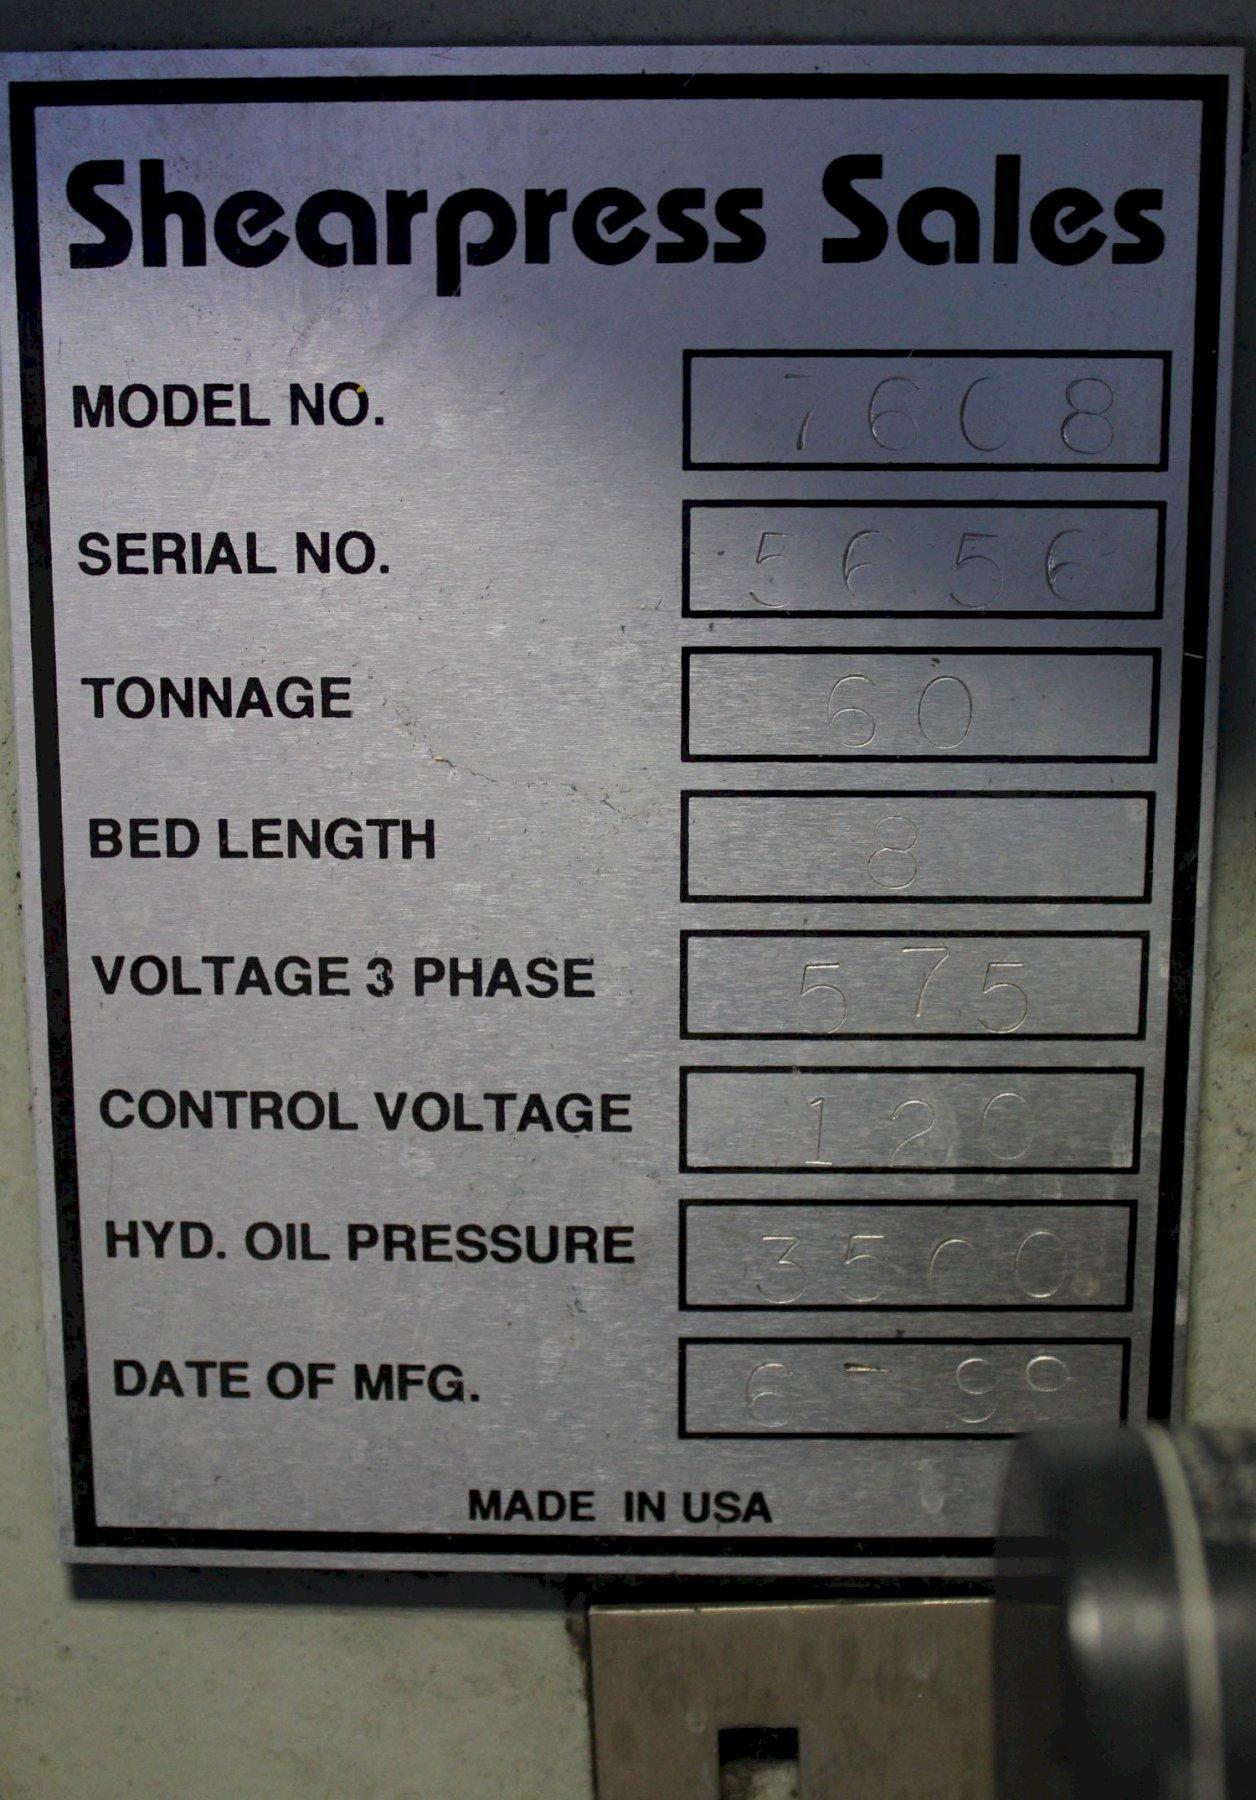 Shearpress Sales
MODEL NO. 7608
SERIAL NO. 5656
TONNAGE 60
BED LENGTH 8
VOLTAGE 3 PHASE 575
CONTROL VOLTAGE 120
HYD. OIL PRESSURE 3500
DATE OF MFG. 6-98
MADE IN USA